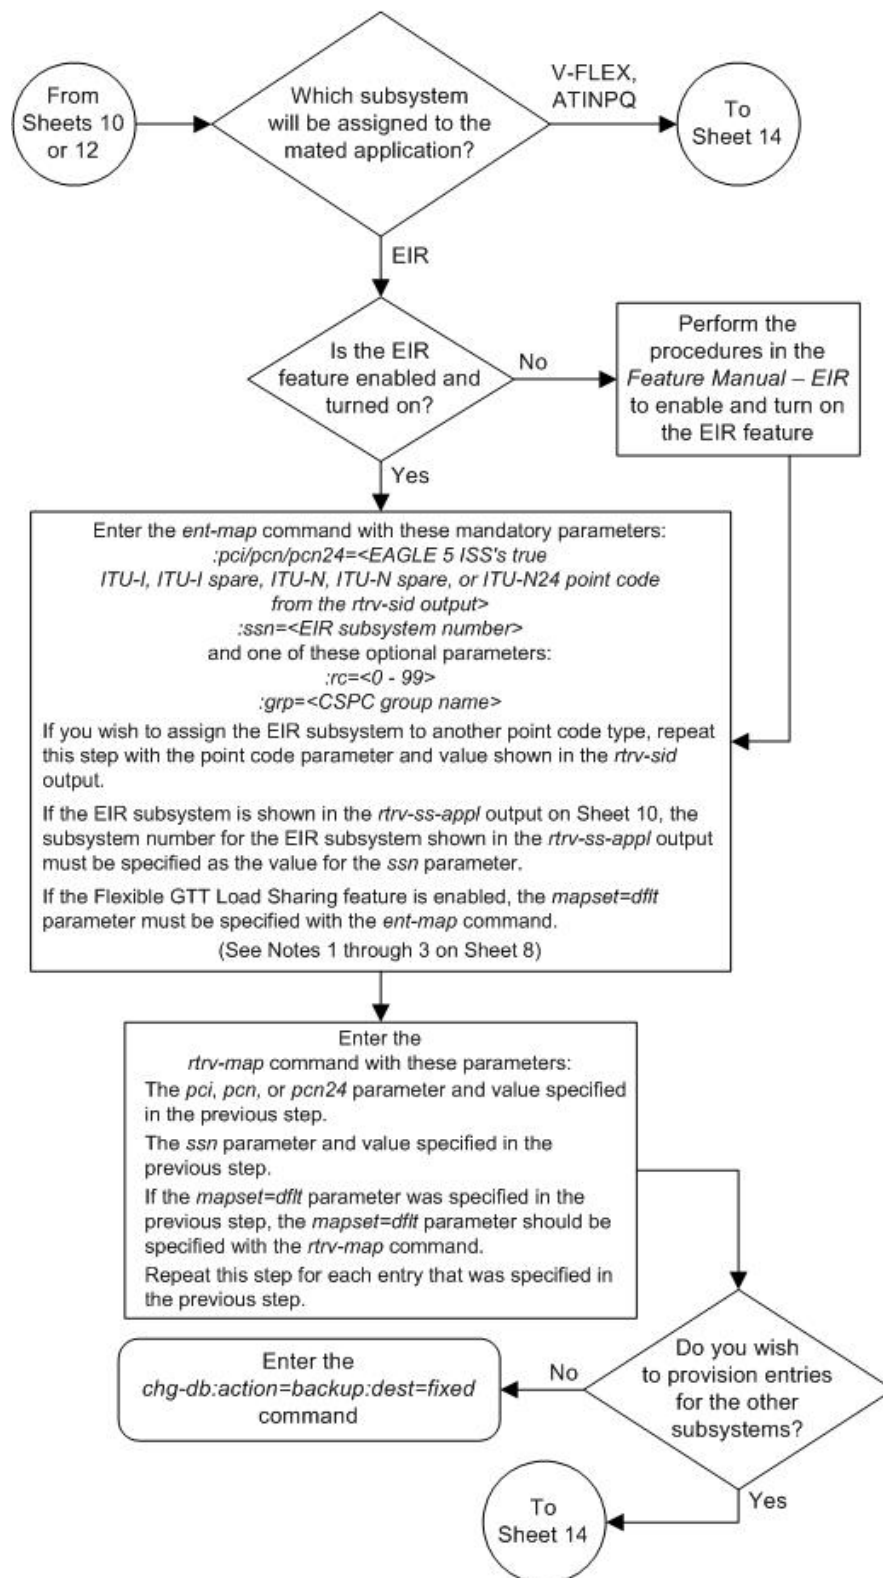 From
Sheets 10
or 12
Which subsystem
will be assigned to the
mated application?
V-FLEX,
ATINPQ
To
Sheet 14
EIR
Is the EIR
feature enabled and
turned on?
No
Perform the
procedures in the
Feature Manual – EIR
to enable and turn on
the EIR feature
Yes
Enter the ent-map command with these mandatory parameters:
:pci/pcn/pcn24=<EAGLE 5 ISS's true
ITU-I, ITU-I spare, ITU-N, ITU-N spare, or ITU-N24 point code
from the rtrv-sid output>
:ssn=<EIR subsystem number>
and one of these optional parameters:
:rc=<0 - 99>
:grp=<CSPC group name>
If you wish to assign the EIR subsystem to another point code type, repeat
this step with the point code parameter and value shown in the rtrv-sid
output.
If the EIR subsystem is shown in the rtrv-ss-appl output on Sheet 10, the
subsystem number for the EIR subsystem shown in the rtrv-ss-appl output
must be specified as the value for the ssn parameter.
If the Flexible GTT Load Sharing feature is enabled, the mapset=dflt
parameter must be specified with the ent-map command.
(See Notes 1 through 3 on Sheet 8)
Enter the
rtrv-map command with these parameters:
The pci, pcn, or pcn24 parameter and value specified
in the previous step.
The ssn parameter and value specified in the
previous step.
If the mapset=dflt parameter was specified in the
previous step, the mapset=dflt parameter should be
specified with the rtrv-map command.
Repeat this step for each entry that was specified in
the previous step.
Do you wish
to provision entries
for the other
subsystems?
No
Enter the
chg-db:action=backup:dest=fixed
command
Yes
To
Sheet 14